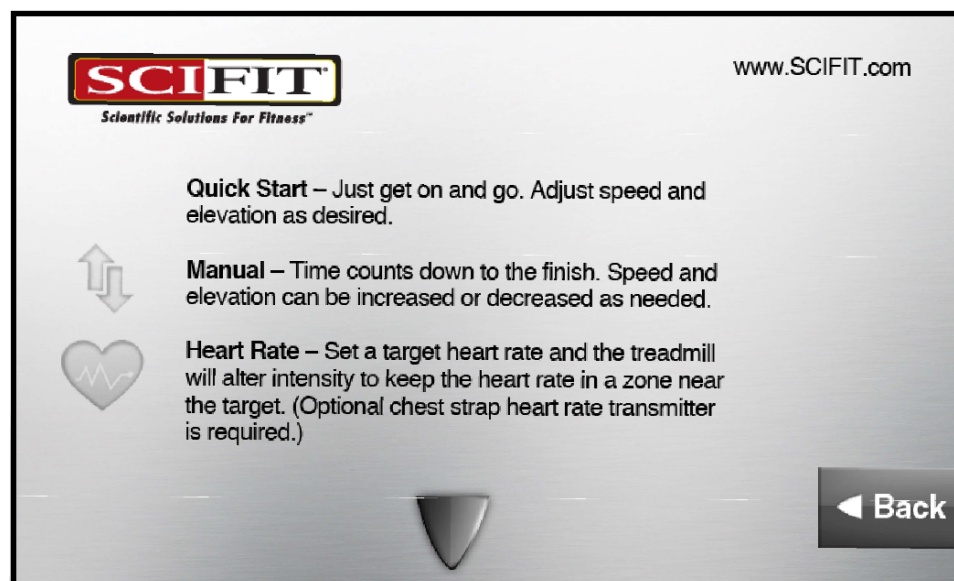 SCIFIT
Scientific Solutions For Fitness™
www.SCIFIT.com
Quick Start – Just get on and go. Adjust speed and
elevation as desired.
Manual – Time counts down to the finish. Speed and
elevation can be increased or decreased as needed.
Heart Rate – Set a target heart rate and the treadmill
will alter intensity to keep the heart rate in a zone near
the target. (Optional chest strap heart rate transmitter
is required.)
Back